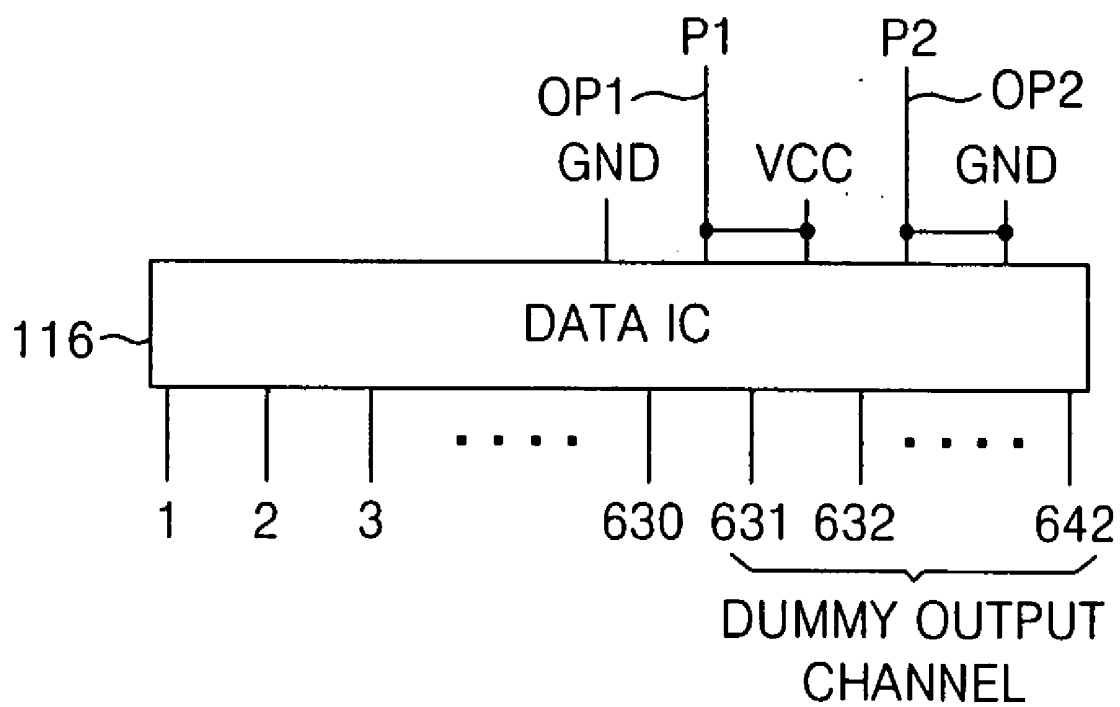 P1 P2
OP1 OP2
GND VCC GND
DATA IC
116
1 2 3 .... 630 631 632 .... 642
DUMMY OUTPUT
CHANNEL